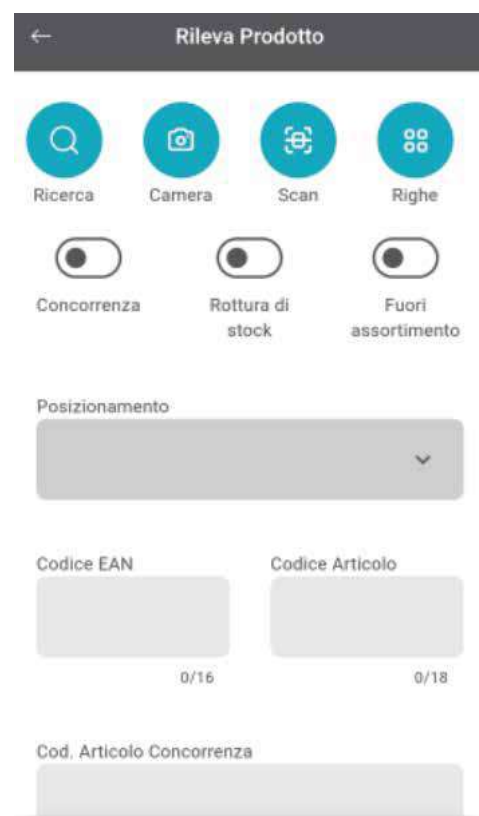 Rileva Prodotto
Ricerca Camera Scan Righe
Concorrenza Rottura di stock Fuori assortimento
Posizionamento
Codice EAN Codice Articolo
0/16 0/18
Cod. Articolo Concorrenza